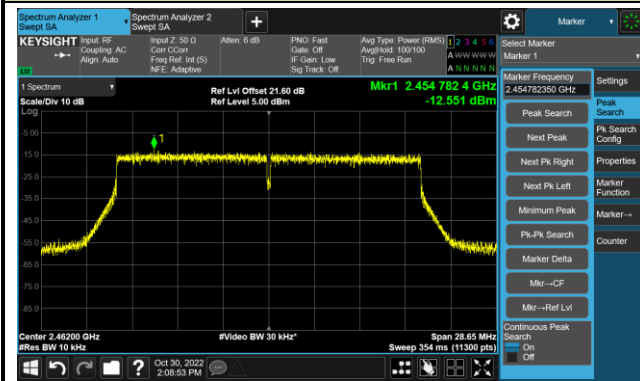 Spectrum Analyzer 1
Swept SA
Spectrum Analyzer 2
Swept SA
+
Marker
KEYSIGHT
Input: RF
Coupling: AC
Align: Auto
Input Z: 50 Ω
Corr CCorr
Freq Ref: Int (S)
NFE: Adaptive
Atten: 6 dB
PNO: Fast
Gate: Off
IF Gain: Low
Sig Track: Off
Avg Type: Power (RMS)
Avg|Hold: 100/100
Trig: Free Run
1 2 3 4 5 6
A W W W W W
A N N N N N
LXI
Select Marker
Marker 1
1 Spectrum
Scale/Div 10 dB
Log
Ref Lvl Offset 21.60 dB
Ref Level 5.00 dBm
Mkr1 2.454 782 4 GHz
-12.551 dBm
-5.00
-15.0
-25.0
-35.0
-45.0
-55.0
-65.0
-75.0
-85.0
1
Center 2.46200 GHz
#Res BW 10 kHz
#Video BW 30 kHz*
Span 28.65 MHz
Sweep 354 ms (11300 pts)
Marker Frequency
2.454782350 GHz
Peak Search
Next Peak
Next Pk Right
Next Pk Left
Minimum Peak
Pk-Pk Search
Marker Delta
Mkr→CF
Mkr→Ref Lvl
Continuous Peak
Search
On
Off
Settings
Peak
Search
Pk Search
Config
Properties
Marker
Function
Marker→
Counter
?
Oct 30, 2022
2:08:53 PM